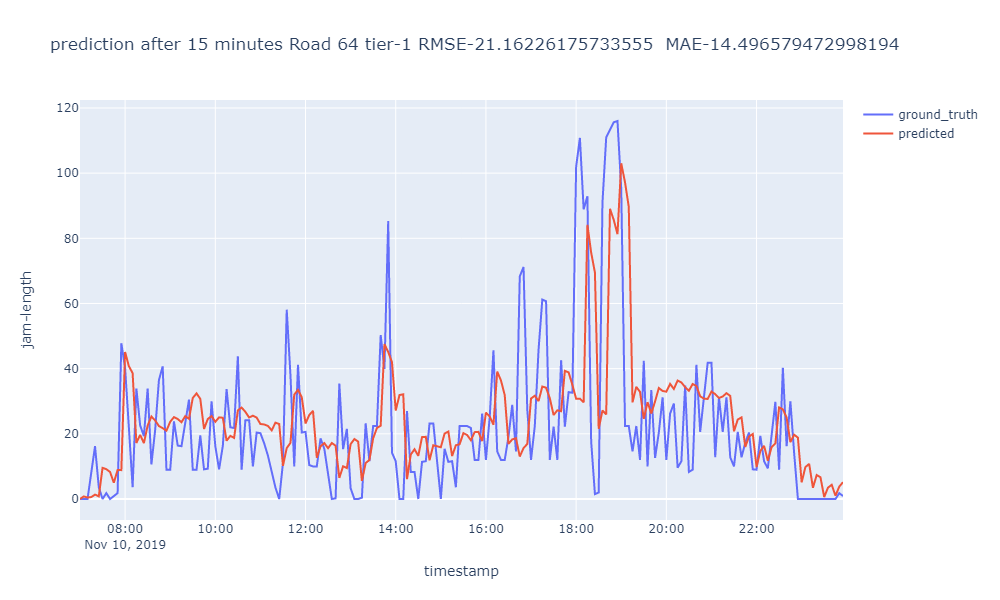 prediction after 15 minutes Road 64 tier-1 RMSE-21.16226175733555  MAE-14.496579472998194
ground_truth
predicted
120
100
80
60
40
20
0
jam-length
08:00 10:00 12:00 14:00 16:00 18:00 20:00 22:00
Nov 10, 2019
timestamp